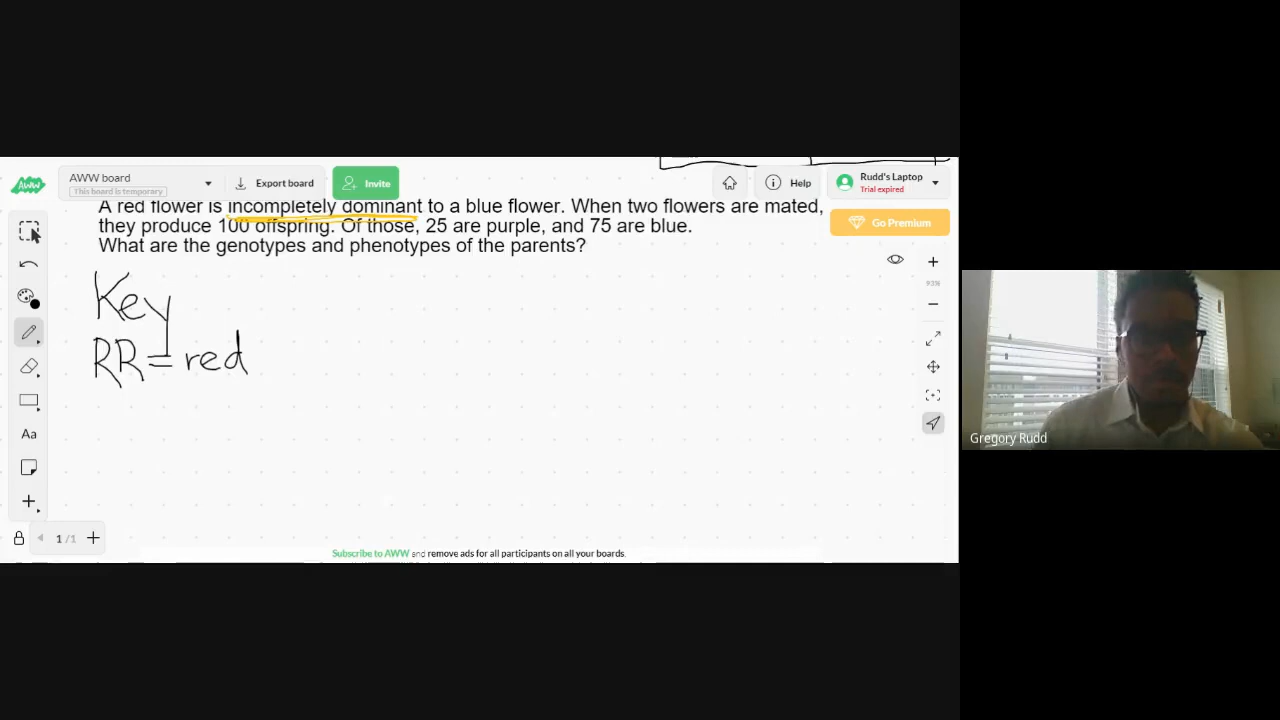 AWW
AWW board
This board is temporary
Export board
Invite
Help
Rudd's Laptop
Trial expired
A red flower is incompletely dominant to a blue flower. When two flowers are mated,
they produce 100 offspring. Of those, 25 are purple, and 75 are blue.
What are the genotypes and phenotypes of the parents?
Go Premium
93%
Key
RR = red
Aa
1 / 1
Subscribe to AWW and remove ads for all participants on all your boards.
Gregory Rudd